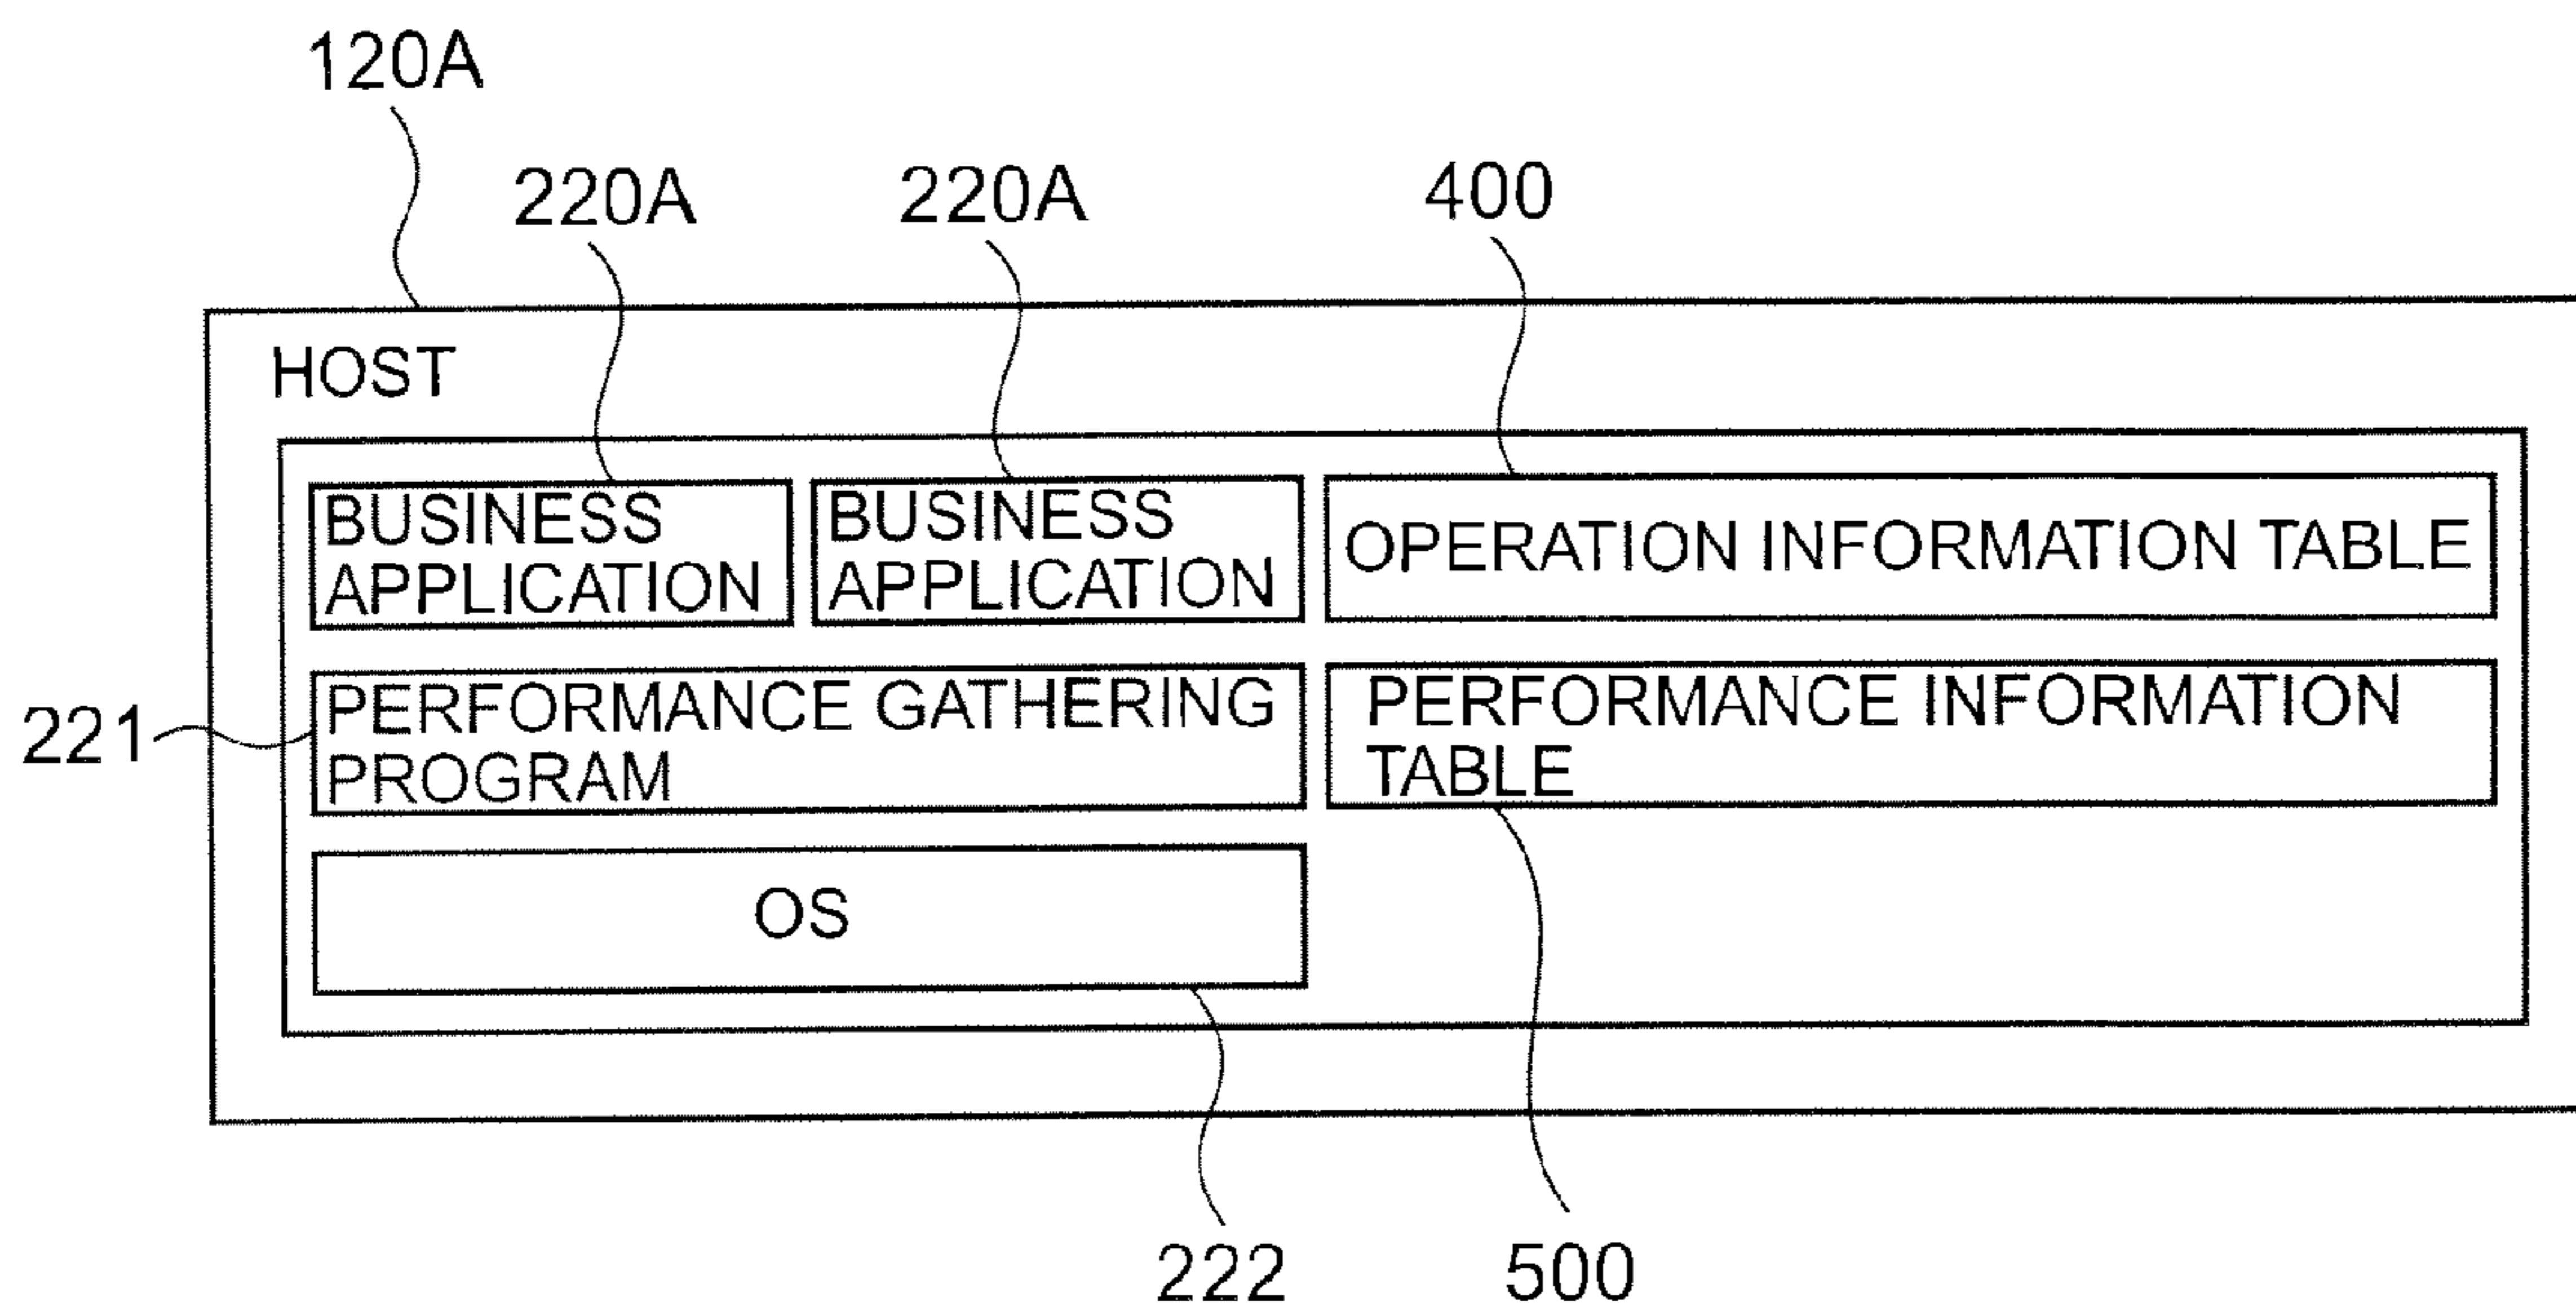 120A
220A
220A
400
HOST
BUSINESS
APPLICATION
BUSINESS
APPLICATION
OPERATION INFORMATION TABLE
221
PERFORMANCE GATHERING
PROGRAM
PERFORMANCE INFORMATION
TABLE
OS
222
500